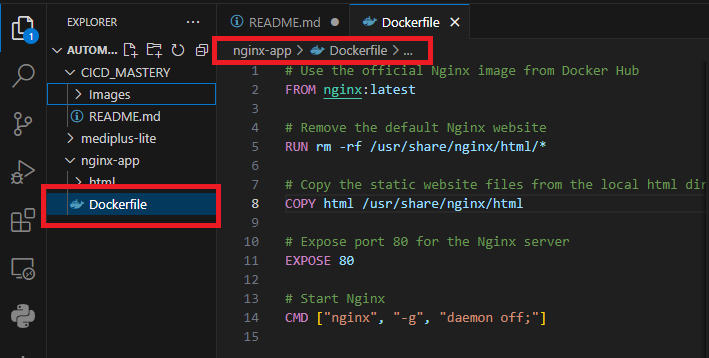 EXPLORER
AUTOM...
CICD_MASTERY
Images
README.md
mediplus-lite
nginx-app
html
Dockerfile
1
README.md
Dockerfile
nginx-app > Dockerfile > ...
1 # Use the official Nginx image from Docker Hub
2 FROM nginx:latest
3
4 # Remove the default Nginx website
5 RUN rm -rf /usr/share/nginx/html/*
6
7 # Copy the static website files from the local html dir
8 COPY html /usr/share/nginx/html
9
10 # Expose port 80 for the Nginx server
11 EXPOSE 80
12
13 # Start Nginx
14 CMD ["nginx", "-g", "daemon off;"]
15